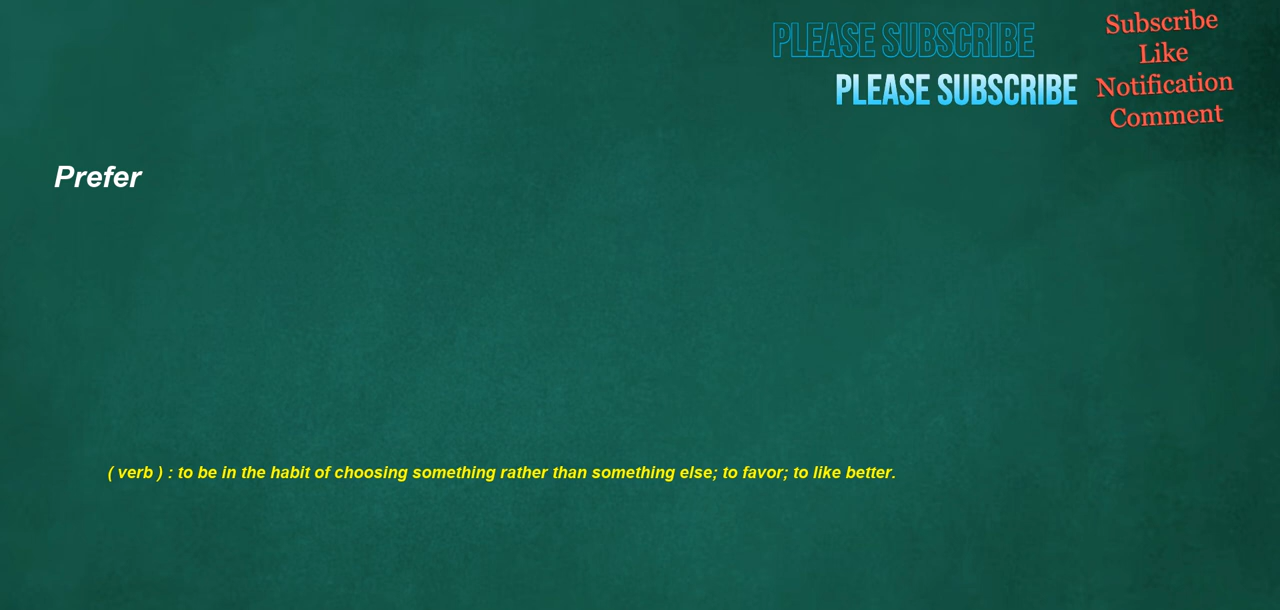 PLEASE SUBSCRIBE
PLEASE SUBSCRIBE
Subscribe
Like
Notification
Comment
Prefer
( verb ) : to be in the habit of choosing something rather than something else; to favor; to like better.